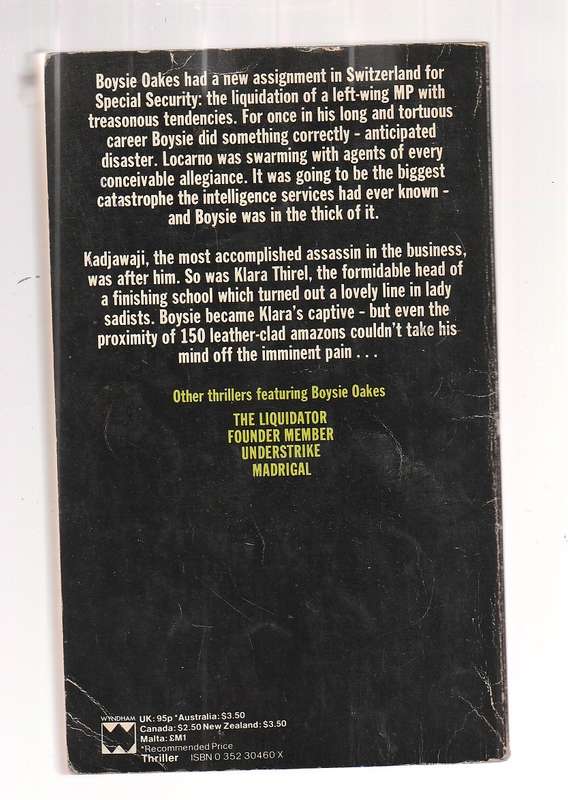 Boysie Oakes had a new assignment in Switzerland for
Special Security: the liquidation of a left-wing MP with
treasonous tendencies. For once in his long and tortuous
career Boysie did something correctly - anticipated
disaster. Locarno was swarming with agents of every
conceivable allegiance. It was going to be the biggest
catastrophe the intelligence services had ever known -
and Boysie was in the thick of it.
Kadjawaji, the most accomplished assassin in the business,
was after him. So was Klara Thirel, the formidable head of
a finishing school which turned out a lovely line in lady
sadists. Boysie became Klara's captive - but even the
proximity of 150 leather-clad amazons couldn't take his
mind off the imminent pain . . .
Other thrillers featuring Boysie Oakes
THE LIQUIDATOR
FOUNDER MEMBER
UNDERSTRIKE
MADRIGAL
WYNDHAM
UK: 95p *Australia: $3.50
Canada: $2.50 New Zealand: $3.50
Malta: £M1
*Recommended Price
Thriller ISBN 0 352 30460 X